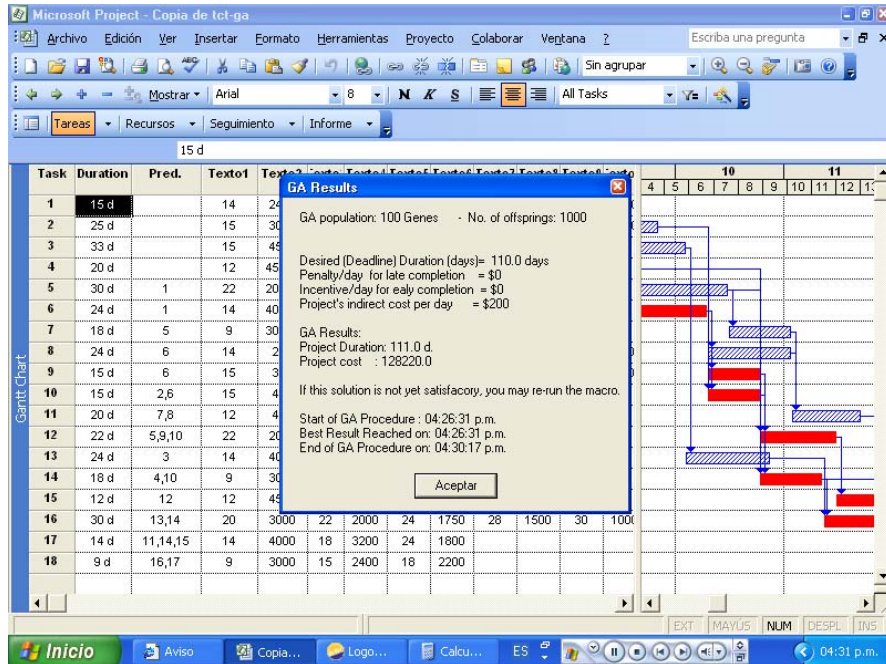 Microsoft Project - Copia de tct-ga
Archivo Edición Ver Insertar Formato Herramientas Proyecto Colaborar Ventana ? Escriba una pregunta
Sin agrupar
Mostrar Arial 8 N K S All Tasks
Tareas Recursos Seguimiento Informe
15 d
Task Duration Pred. Texto1 10 11
4 5 6 7 8 9 10 11 12
1 15 d 14
2 25 d 15
3 33 d 15
4 20 d 12
5 30 d 1 22
6 24 d 1 14
7 18 d 5 9
8 24 d 6 14
9 15 d 6 15
10 15 d 2,6 15
11 20 d 7,8 12
12 22 d 5,9,10 22
13 24 d 3 14
14 18 d 4,10 9
15 12 d 12 12
16 30 d 13,14 20 3000 22 2000 24 1750 28 1500 30
17 14 d 11,14,15 14 4000 18 3200 24 1800
18 9 d 16,17 9 3000 15 2400 18 2200
Gantt Chart
GA Results
GA population: 100 Genes - No. of offsprings: 1000
Desired (Deadline) Duration (days)= 110.0 days
Penalty/day for late completion = $0
Incentive/day for ealy completion = $0
Project's indirect cost per day = $200
GA Results:
Project Duration: 111.0 d.
Project cost : 128220.0
If this solution is not yet satisfacory, you may re-run the macro.
Start of GA Procedure : 04:26:31 p.m.
Best Result Reached on: 04:26:31 p.m.
End of GA Procedure on: 04:30:17 p.m.
Aceptar
EXT MAYÚS NUM DESPL INS
Inicio Aviso Copia... Logo... Calcu... ES 04:31 p.m.